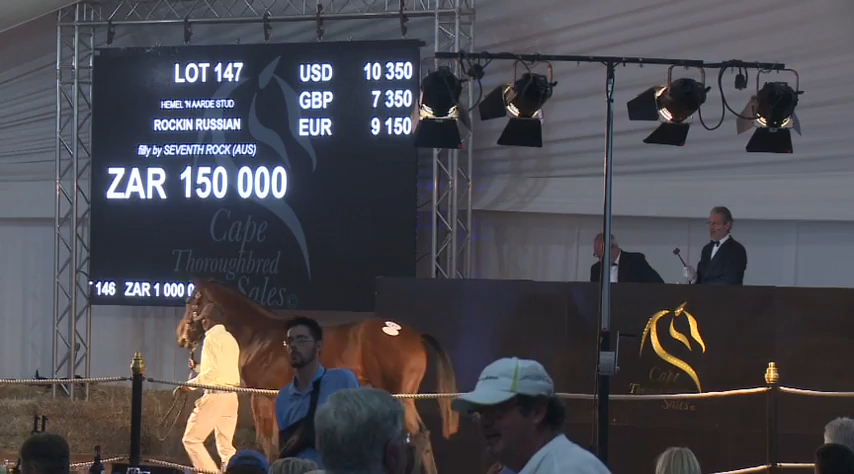 LOT 147
HEMEL 'N AARDE STUD
ROCKIN RUSSIAN
filly by SEVENTH ROCK (AUS)
ZAR 150 000
USD 10 350
GBP 7 350
EUR 9 150
Cape
Thoroughbred
Sales
146 ZAR 1 000
Cape
Thoroughbred
Sales